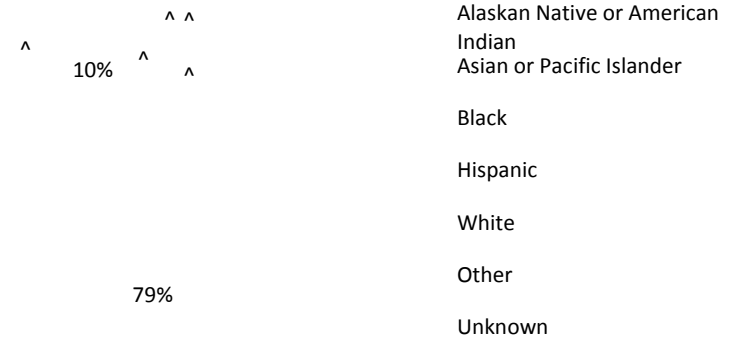 ^ ^
^
^
10%
^
79%
Alaskan Native or American
Indian
Asian or Pacific Islander
Black
Hispanic
White
Other
Unknown